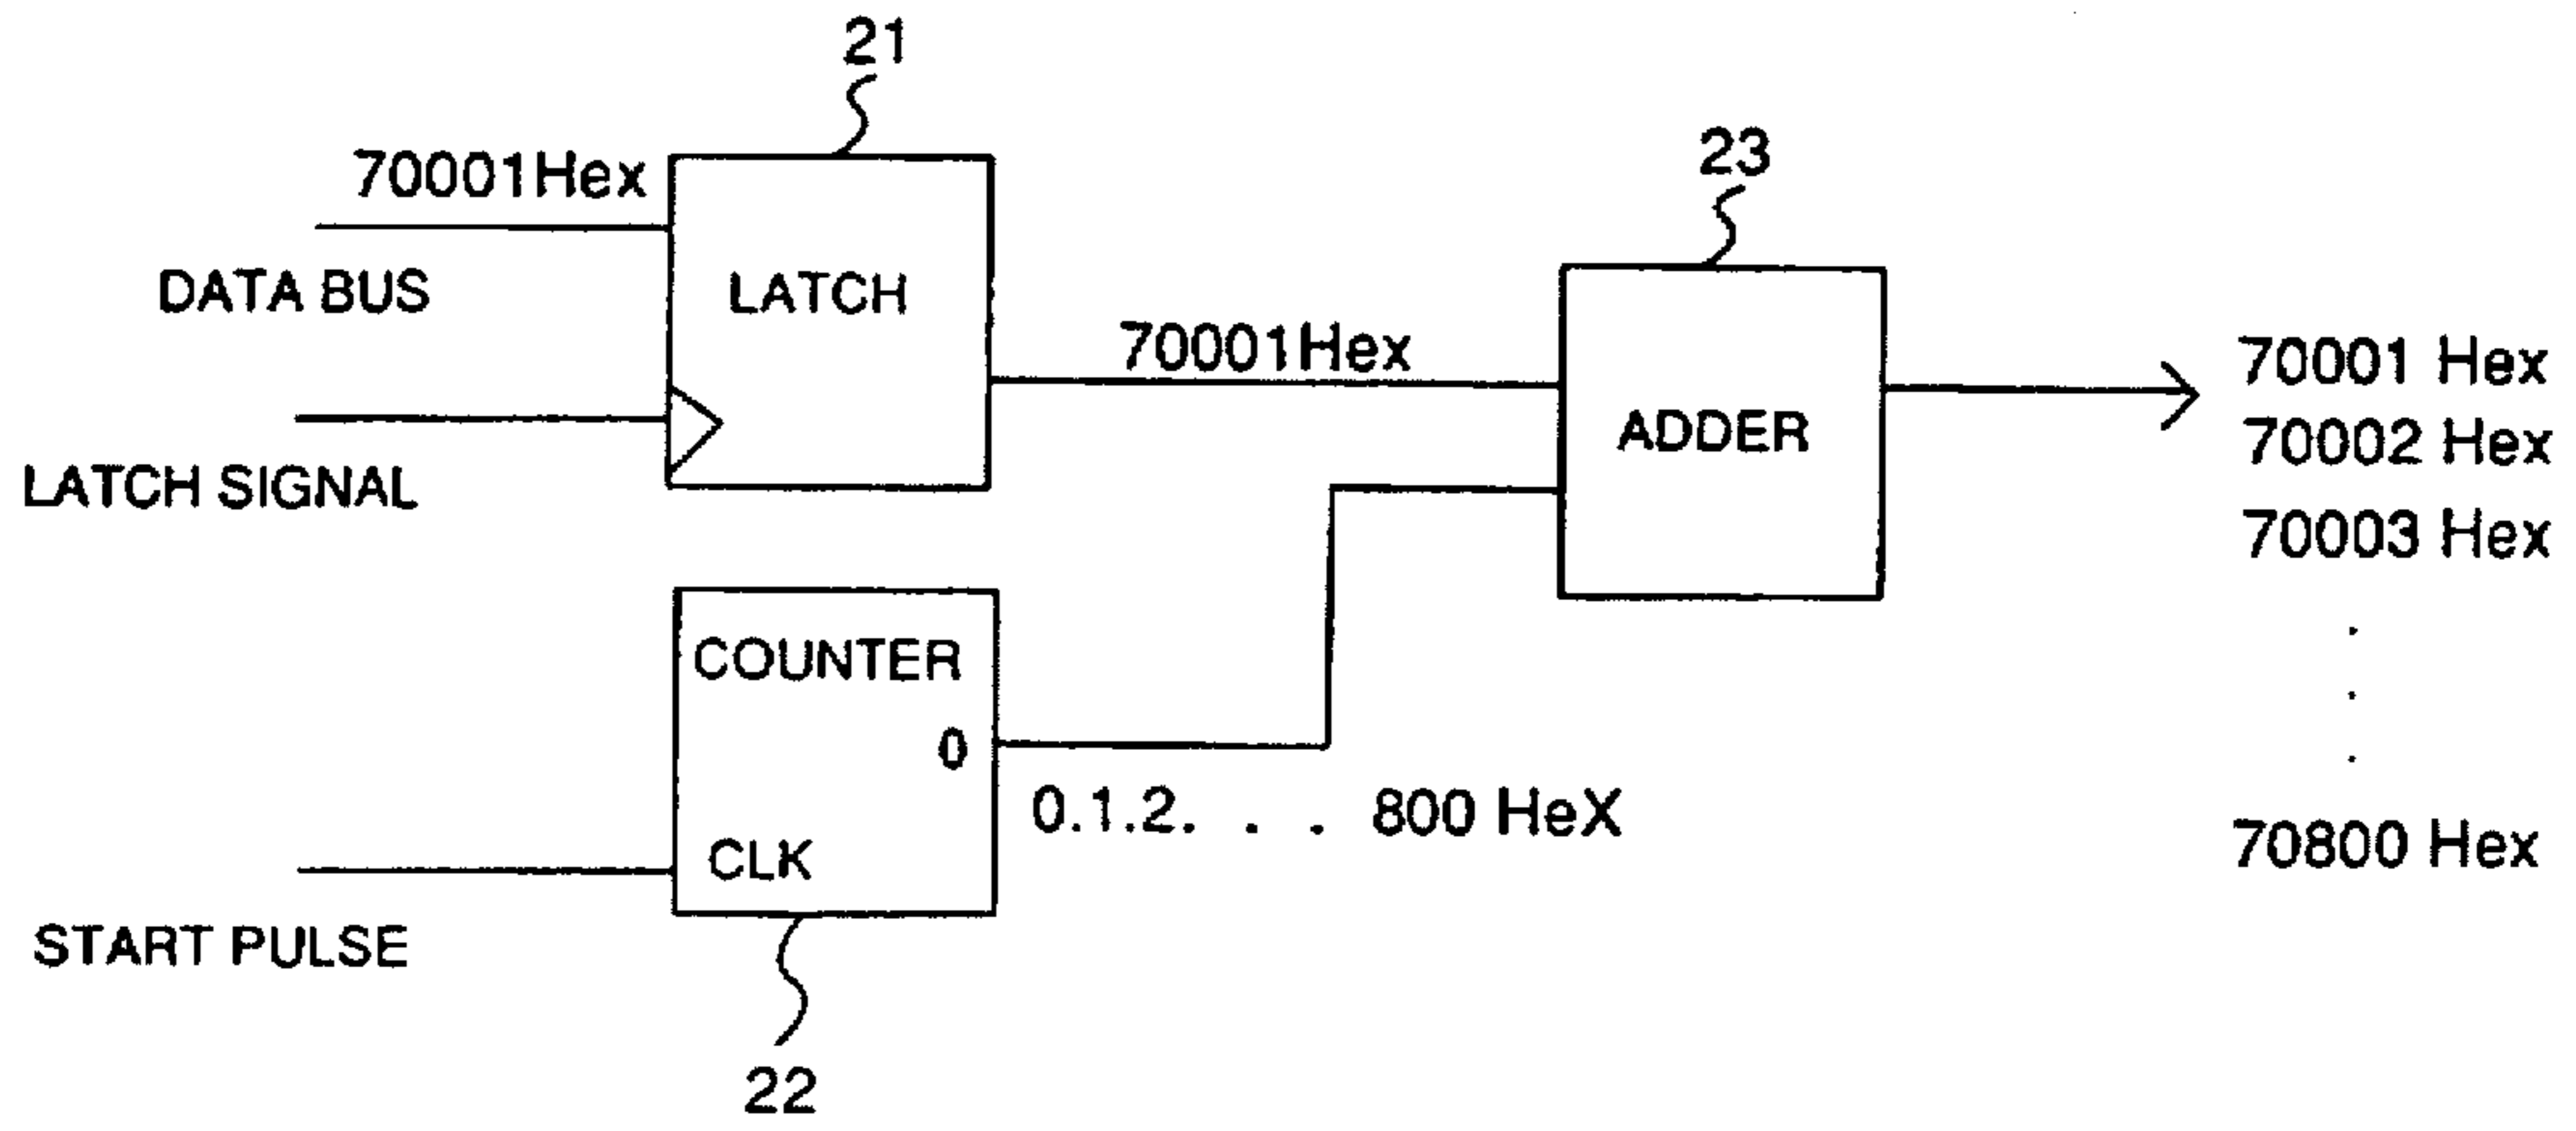 21
70001Hex
DATA BUS
LATCH
LATCH SIGNAL
70001Hex
23
ADDER
70001 Hex
70002 Hex
70003 Hex
.
.
.
70800 Hex
COUNTER
0
CLK
0.1.2. . . 800 HeX
START PULSE
22